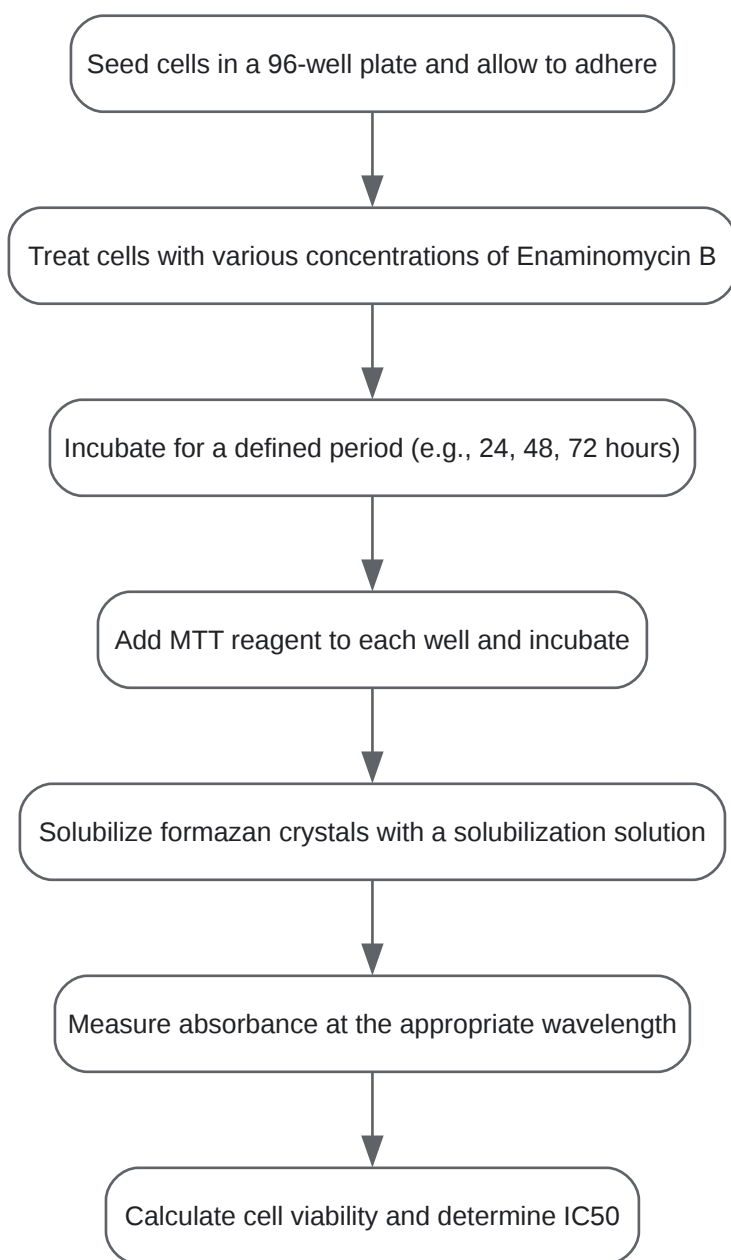 Seed cells in a 96-well plate and allow to adhere
Treat cells with various concentrations of Enaminomycin B
Incubate for a defined period (e.g., 24, 48, 72 hours)
Add MTT reagent to each well and incubate
Solubilize formazan crystals with a solubilization solution
Measure absorbance at the appropriate wavelength
Calculate cell viability and determine IC50